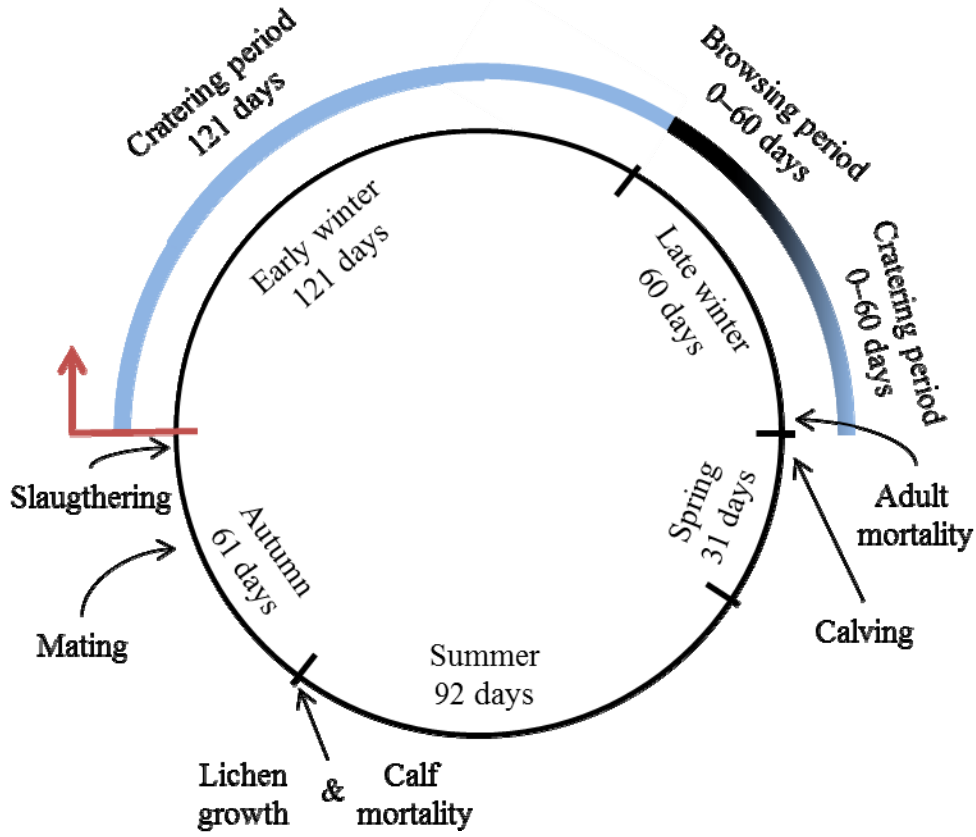 Cratering period
121 days
Browsing period
0–60 days
Cratering period
0–60 days
Early winter
121 days
Late winter
60 days
Slaugthering
Mating
Autumn
61 days
Spring
31 days
Adult
mortality
Calving
Summer
92 days
Lichen
growth
&
Calf
mortality